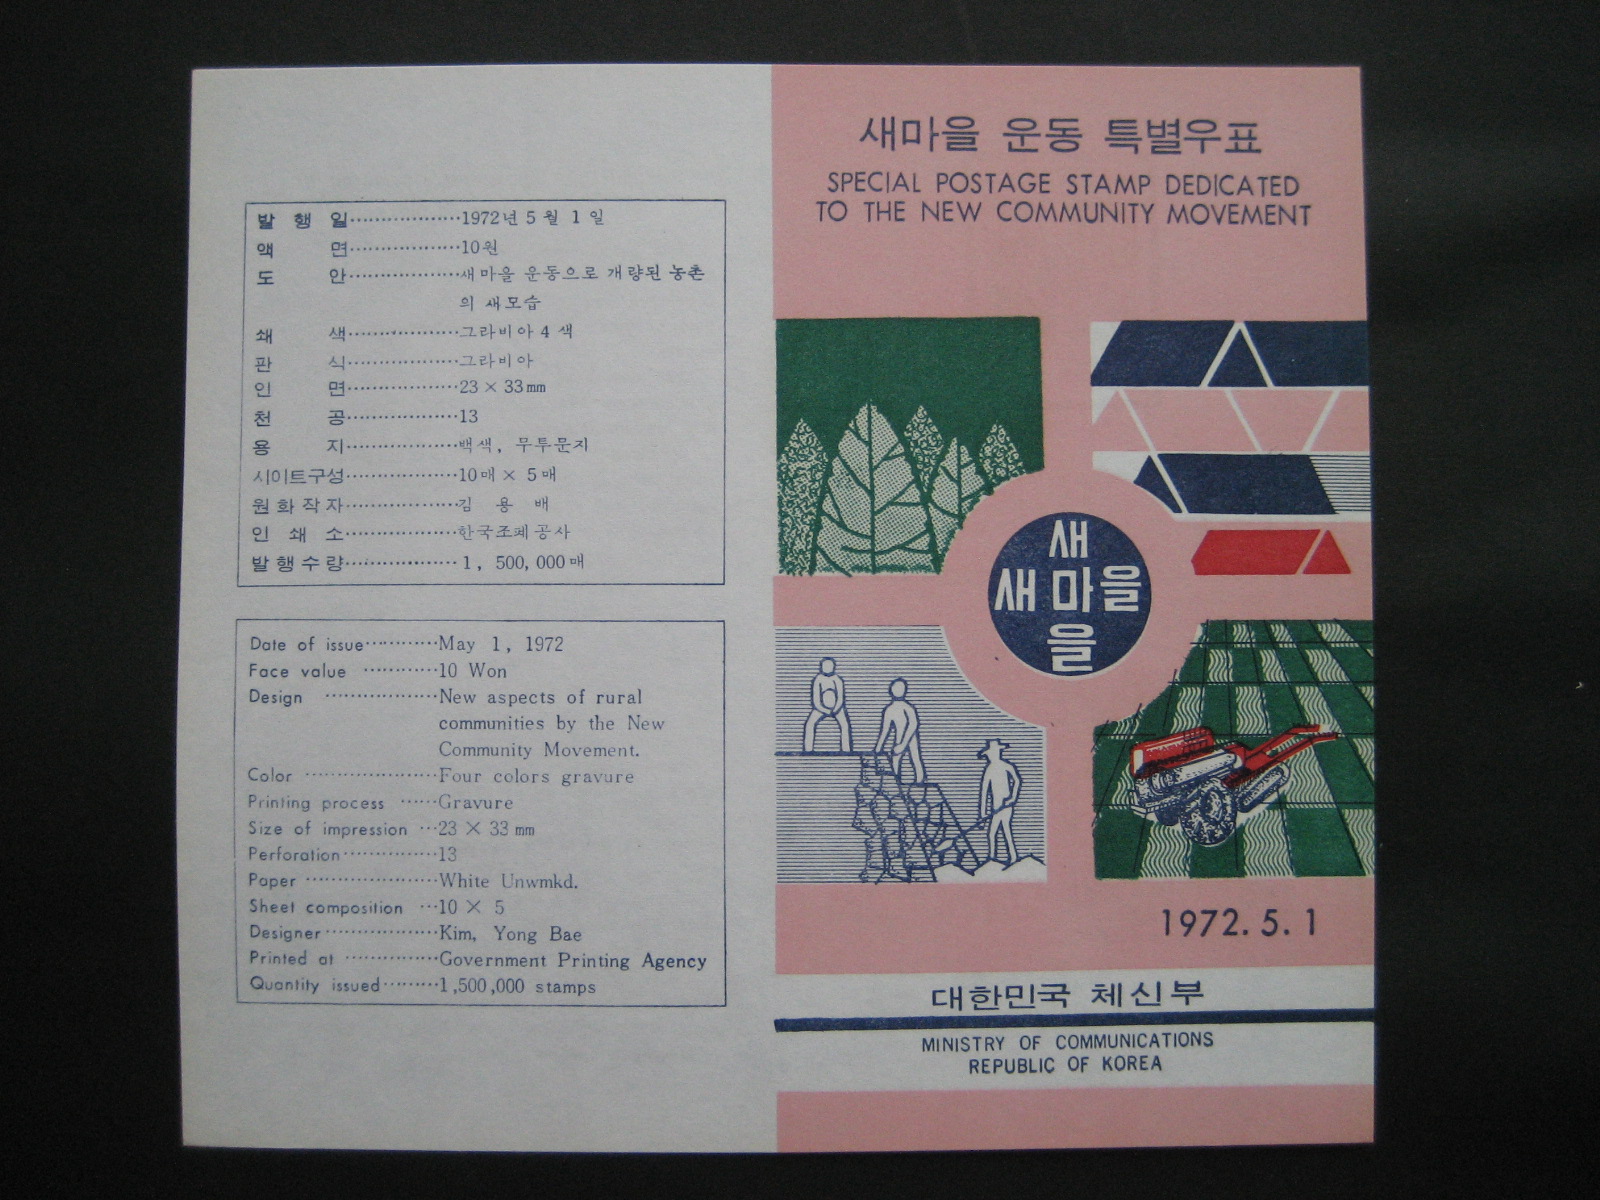 발 행 일 ·················· 1972년 5월 1일
액 면 ·················· 10원
도 안 ·················· 새마을 운동으로 개량된 농촌
의 새모습
쇄 색 ·················· 그라비아 4색
판 식 ·················· 그라비아
인 면 ·················· 23 × 33㎜
천 공 ·················· 13
용 지 ·················· 백색, 무투문지
시이트구성 ·················· 10매 × 5매
원 화 작 자 ·················· 김 용 배
인 쇄 소 ·················· 한국조폐공사
발 행 수 량 ·················· 1, 500, 000매
Date of issue ············ May 1, 1972
Face value ··········· 10 Won
Design ················· New aspects of rural
communities by the New
Community Movement.
Color ···················· Four colors gravure
Printing process ······ Gravure
Size of impression ··· 23 × 33 ㎜
Perforation ·············· 13
Paper ···················· White Unwmkd.
Sheet composition ··· 10 × 5
Designer ················· Kim, Yong Bae
Printed at ·············· Government Printing Agency
Quantity issued ········· 1,500,000 stamps
새마을 운동 특별우표
SPECIAL POSTAGE STAMP DEDICATED
TO THE NEW COMMUNITY MOVEMENT
새
새마을
을
1972. 5. 1
대한민국 체신부
MINISTRY OF COMMUNICATIONS
REPUBLIC OF KOREA